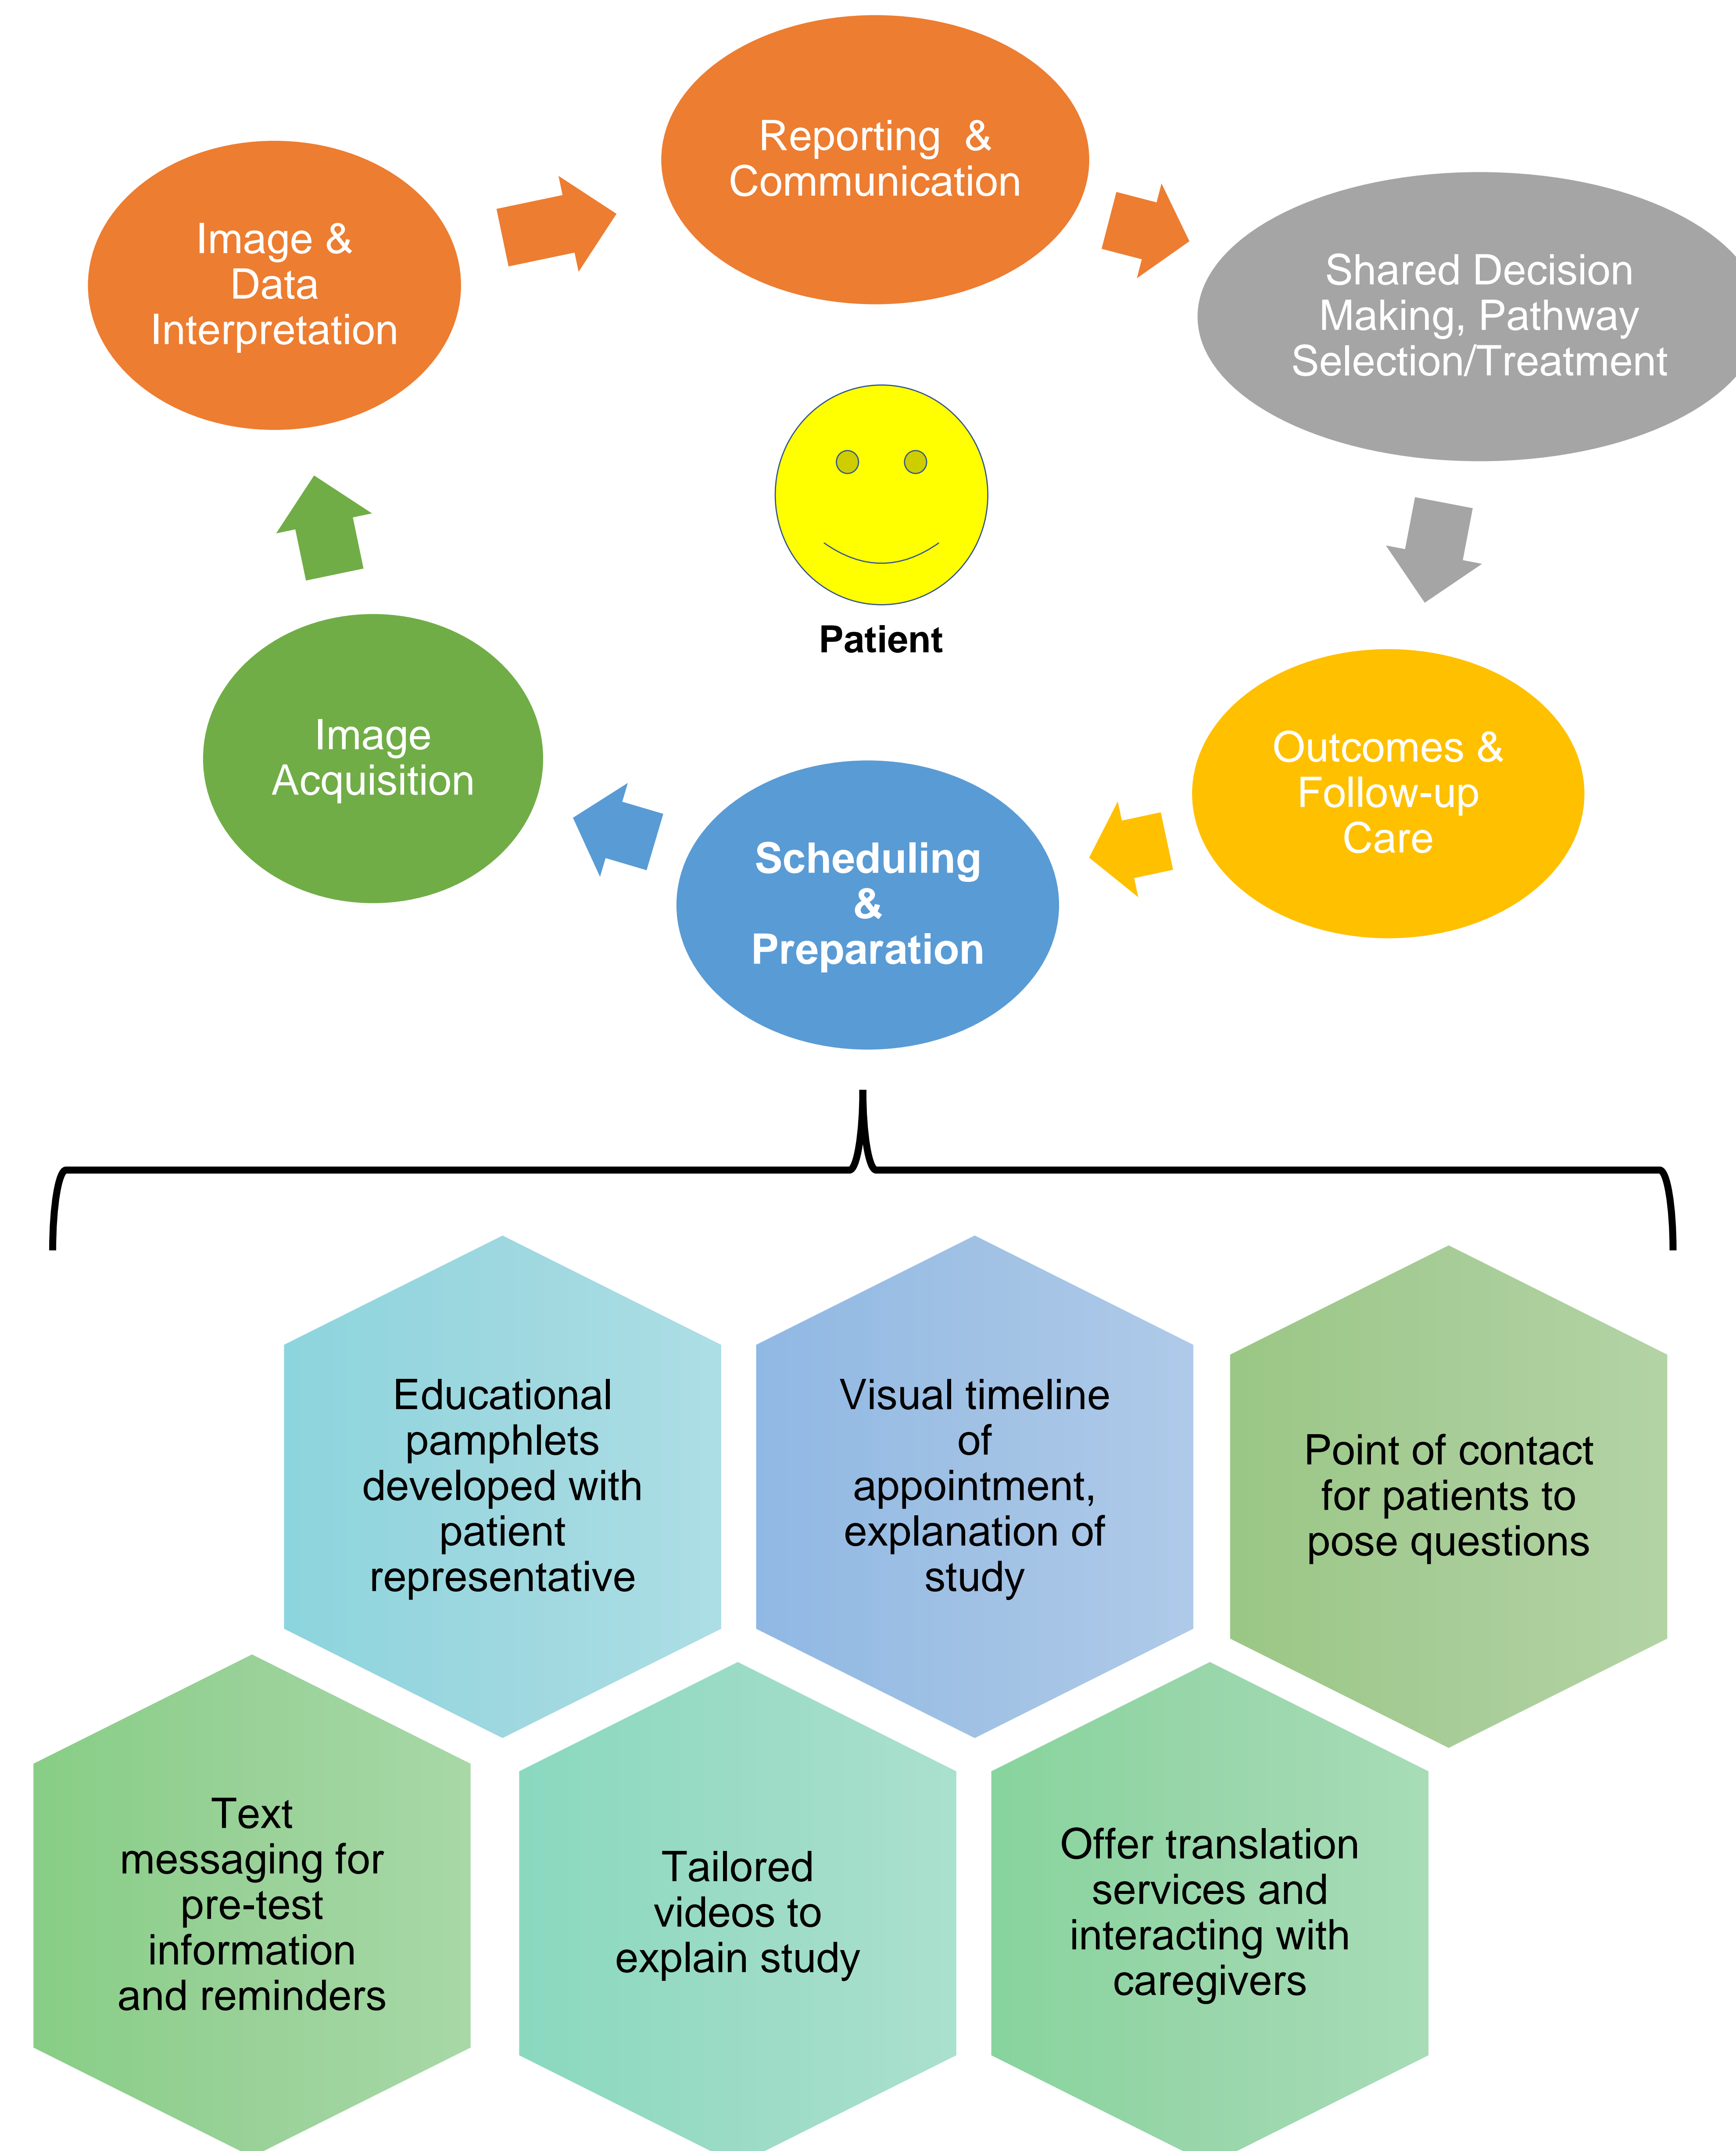 Reporting & 
Communication
Image &
Data
Interpretation
Shared Decision
Making, Pathway
Selection/Treatment
Patient
Image
Acquisition
Outcomes &
Follow-up
Care
Scheduling
&
Preparation
Educational
pamphlets
developed with
patient
representative
Visual timeline
of
appointment,
explanation of
study
Point of contact
for patients to
pose questions
Text
messaging for
pre-test
information
and reminders
Tailored
videos to
explain study
Offer translation
services and
interacting with
caregivers